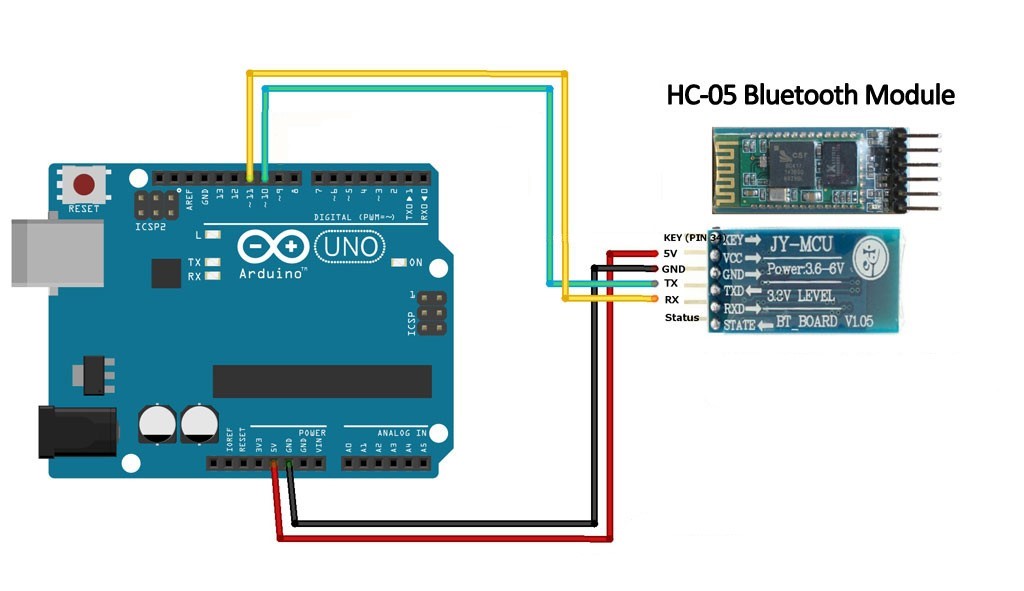 HC-05 Bluetooth Module
RESET
ICSP2
AREF
GND
13
12
~11
~10
~9
8
7
~6
~5
4
~3
2
TXD▶1
RXD◀0
DIGITAL (PWM=~)
L
TX
RX
UNO
Arduino™
ON
1
ICSP
KEY (PIN 34)
5V
GND
TX
RX
Status
KEY
VCC
GND
TXD
RXD
STATE
JY-MCU
Power:3.6-6V
3.3V LEVEL
BT_BOARD V1.05
csr
IOREF
RESET
3V3
5V
GND
GND
VIN
POWER
ANALOG IN
A0
A1
A2
A3
A4
A5